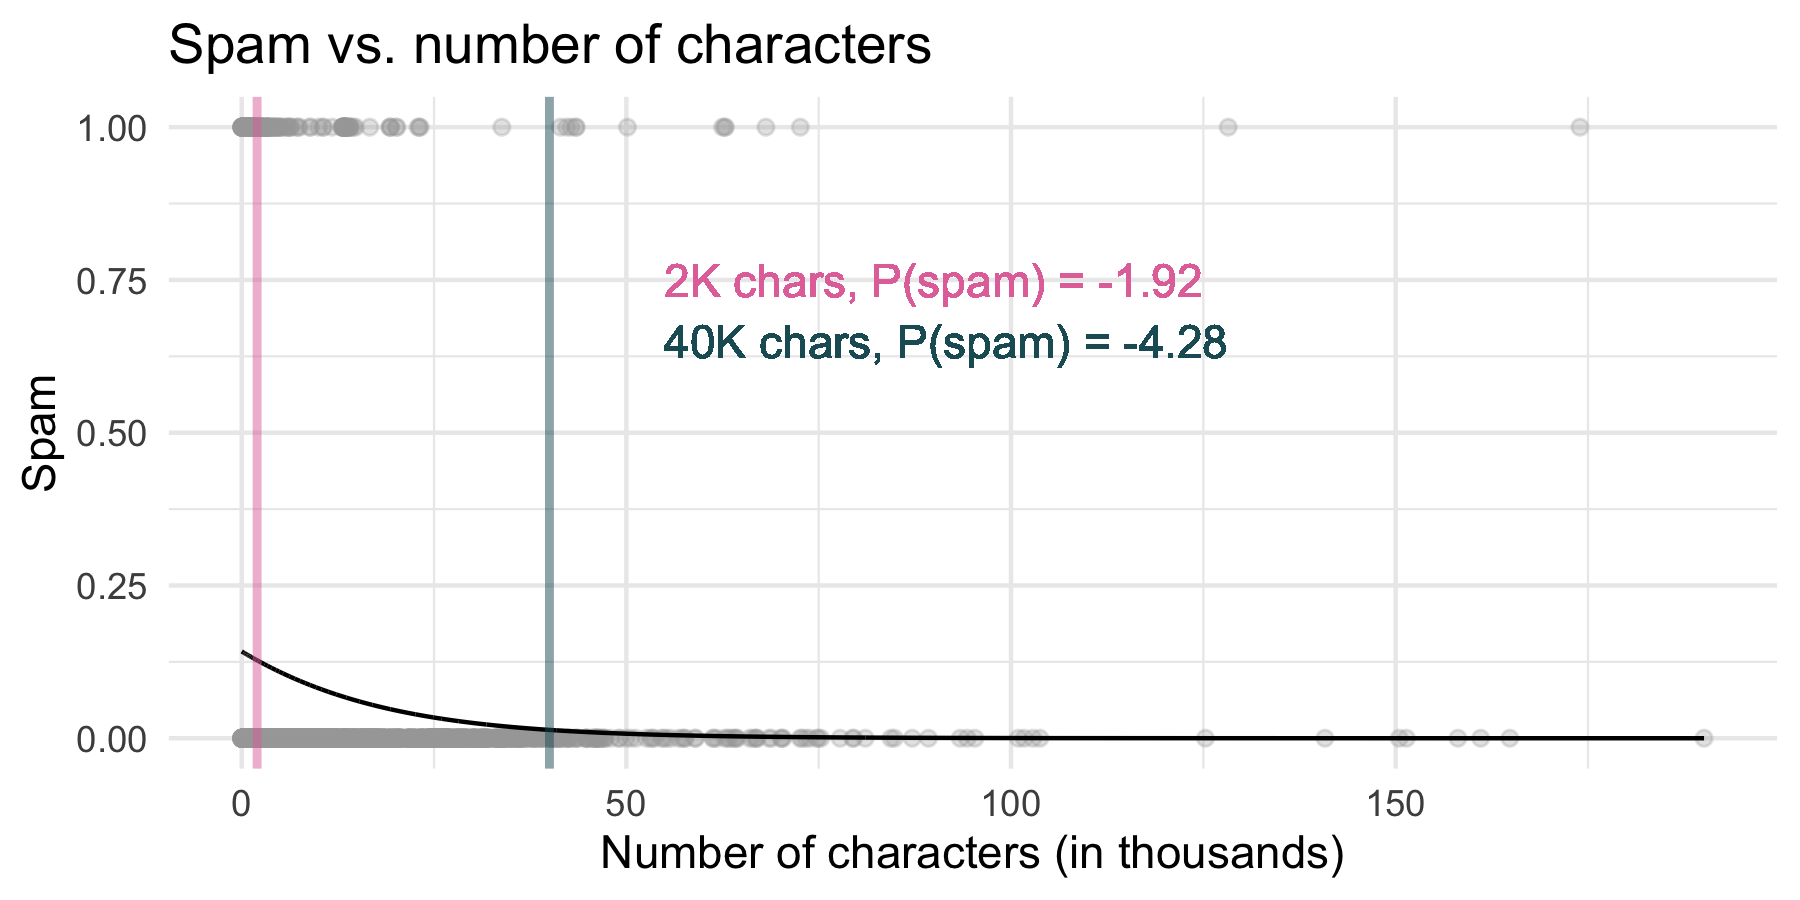 Spam vs. number of characters
1.00
0.75
0.50
0.25
0.00
Spam
2K chars, P(spam) = -1.92
40K chars, P(spam) = -4.28
0 50 100 150
Number of characters (in thousands)